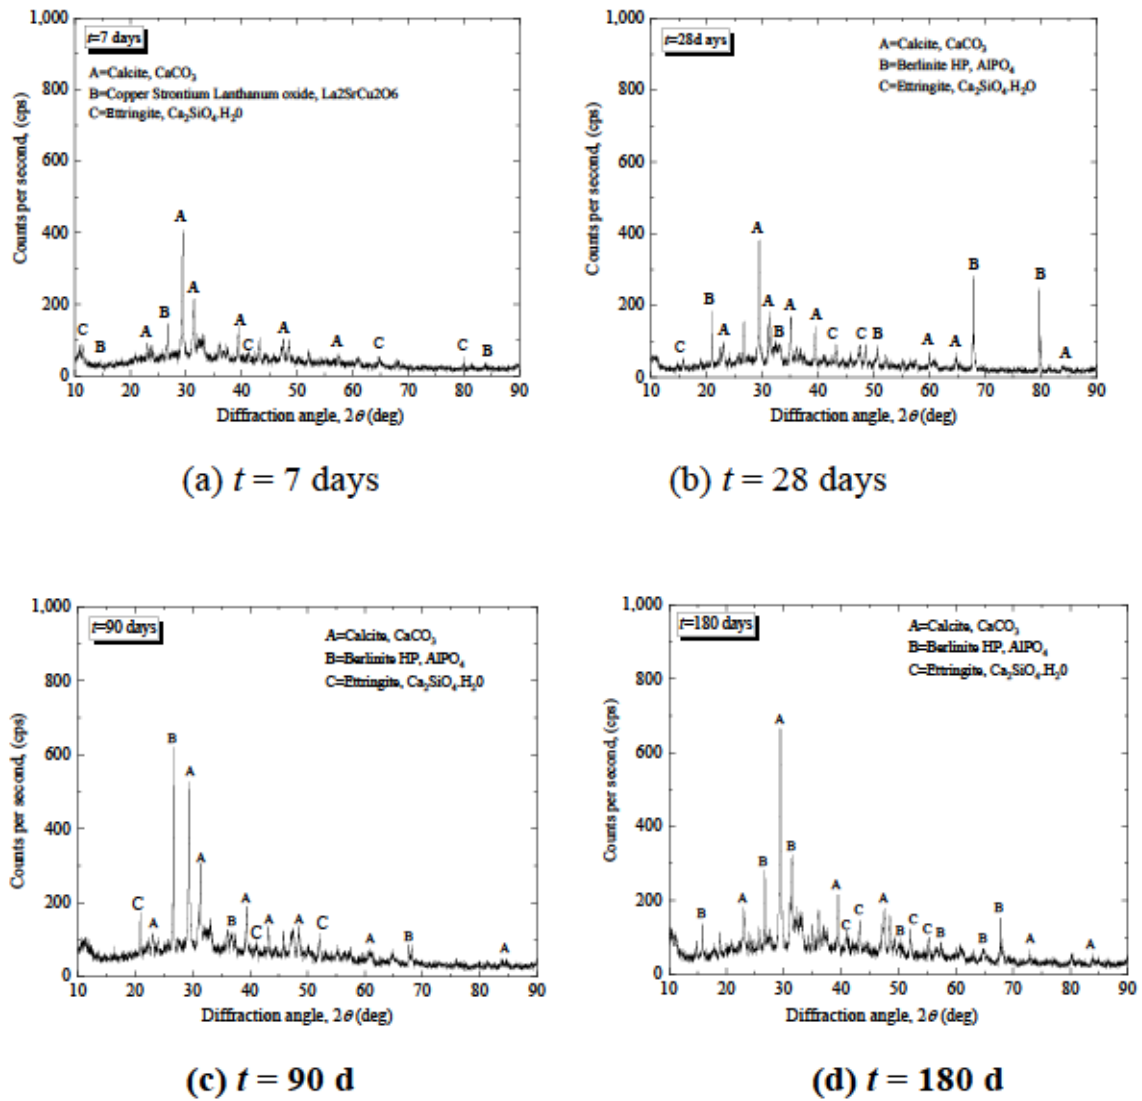 1,000
800
600
400
200
0
Counts per second, (cps)
t=7 days
A=Calcite, CaCO3
B=Copper Strontium Lanthanum oxide, La2SrCu2O6
C=Ettringite, Ca2SiO4.H20
C B A B A A A C A A C C B
10 20 30 40 50 60 70 80 90
Diffraction angle, 2θ (deg)
(a) t = 7 days
1,000
800
600
400
200
0
Counts per second, (cps)
t=28d ays
A=Calcite, CaCO3
B=Berlinite HP, AlPO4
C=Ettringite, Ca2SiO4.H2O
C B A A A B A A C C B A A B B A
10 20 30 40 50 60 70 80 90
Diffraction angle, 2θ (deg)
(b) t = 28 days
1,000
800
600
400
200
0
Counts per second, (cps)
t=90 days
A=Calcite, CaCO3
B=Berlinite HP, AlPO4
C=Ettringite, Ca2SiO4.H20
C A B A A B A C A A C A B A
10 20 30 40 50 60 70 80 90
Diffraction angle, 2θ (deg)
(c) t = 90 d
1,000
800
600
400
200
0
Counts per second, (cps)
t=180 days
A=Calcite, CaCO3
B=Berlinite HP, AlPO4
C=Ettringite, Ca2SiO4.H20
B A B A B A C C A B C C B B B A A
10 20 30 40 50 60 70 80 90
Diffraction angle, 2θ (deg)
(d) t = 180 d